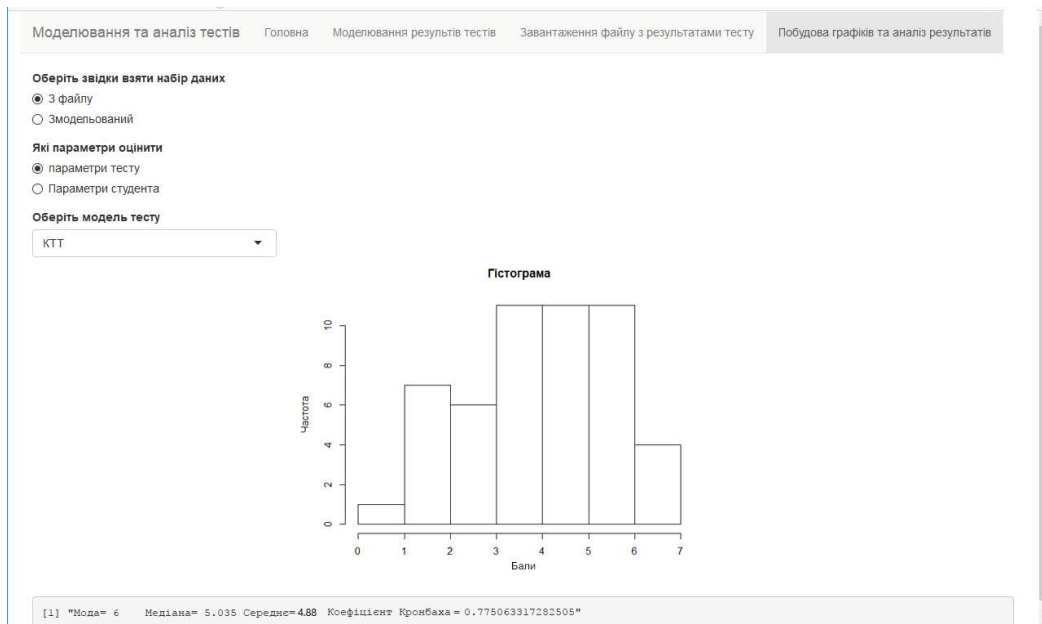 Моделювання та аналіз тестів Головна Моделювання результів тестів Завантаження файлу з результатами тесту Побудова графіків та аналіз результатів
Оберіть звідки взяти набір даних
З файлу
Змодельований
Які параметри оцінити
параметри тесту
Параметри студента
Оберіть модель тесту
КТТ
Гістограма
Частота
10
8
6
4
2
0
0 1 2 3 4 5 6 7
Бали
[1] "Мода= 6 Медіана= 5.035 Середнє= 4.88 Коефіцієнт Кронбаха = 0.775063317282505"